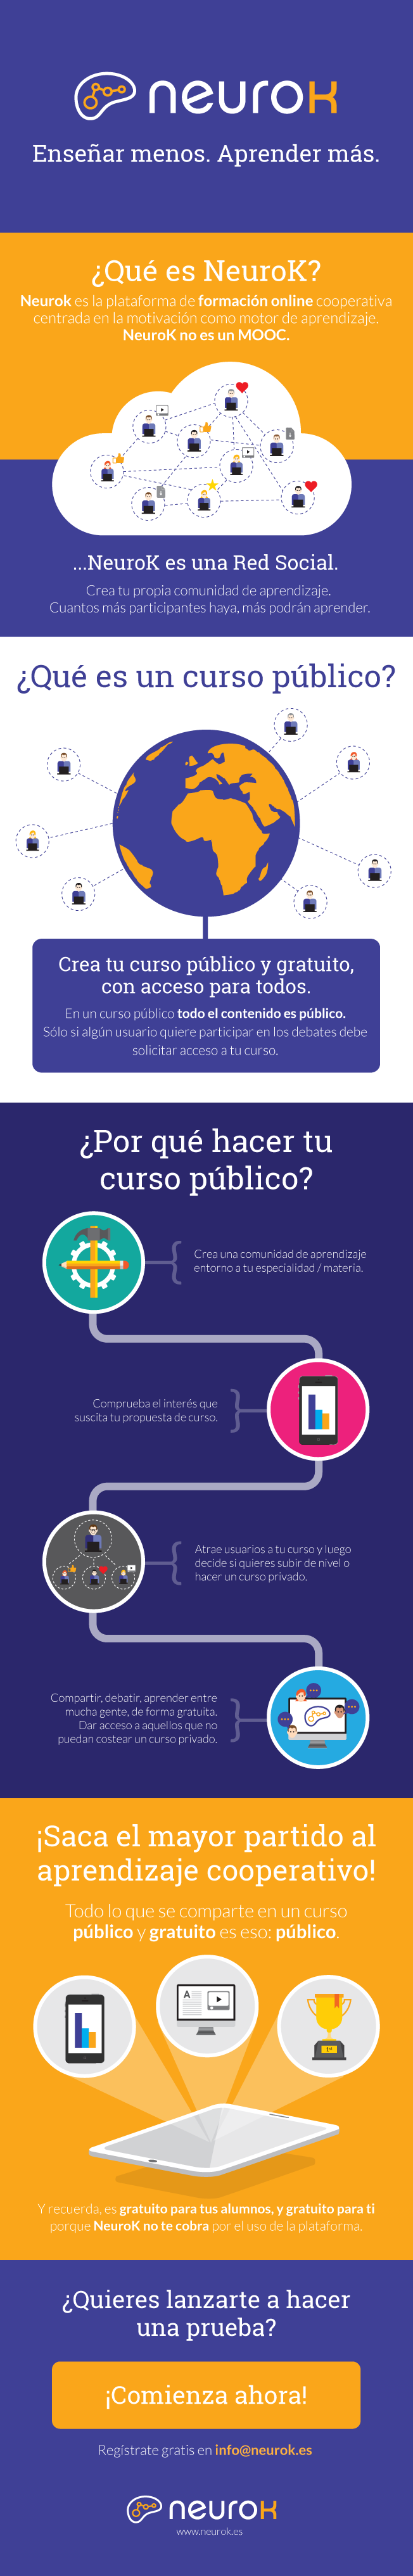 neuroK
Enseñar menos. Aprender más.
¿Qué es NeuroK?
Neurok es la plataforma de formación online cooperativa
centrada en la motivación como motor de aprendizaje.
NeuroK no es un MOOC.
...NeuroK es una Red Social.
Crea tu propia comunidad de aprendizaje.
Cuantos más participantes haya, más podrán aprender.
¿Qué es un curso público?
Crea tu curso público y gratuito,
con acceso para todos.
En un curso público todo el contenido es público.
Sólo si algún usuario quiere participar en los debates debe
solicitar acceso a tu curso.
¿Por qué hacer tu
curso público?
Crea una comunidad de aprendizaje
entorno a tu especialidad / materia.
Comprueba el interés que
suscita tu propuesta de curso.
Atrae usuarios a tu curso y luego
decide si quieres subir de nivel o
hacer un curso privado.
Compartir, debatir, aprender entre
mucha gente, de forma gratuita.
Dar acceso a aquellos que no
puedan costear un curso privado.
¡Saca el mayor partido al
aprendizaje cooperativo!
Todo lo que se comparte en un curso
público y gratuito es eso: público.
A
1st
Y recuerda, es gratuito para tus alumnos, y gratuito para ti
porque NeuroK no te cobra por el uso de la plataforma.
¿Quieres lanzarte a hacer
una prueba?
¡Comienza ahora!
Regístrate gratis en info@neurok.es
neuroK
www.neurok.es